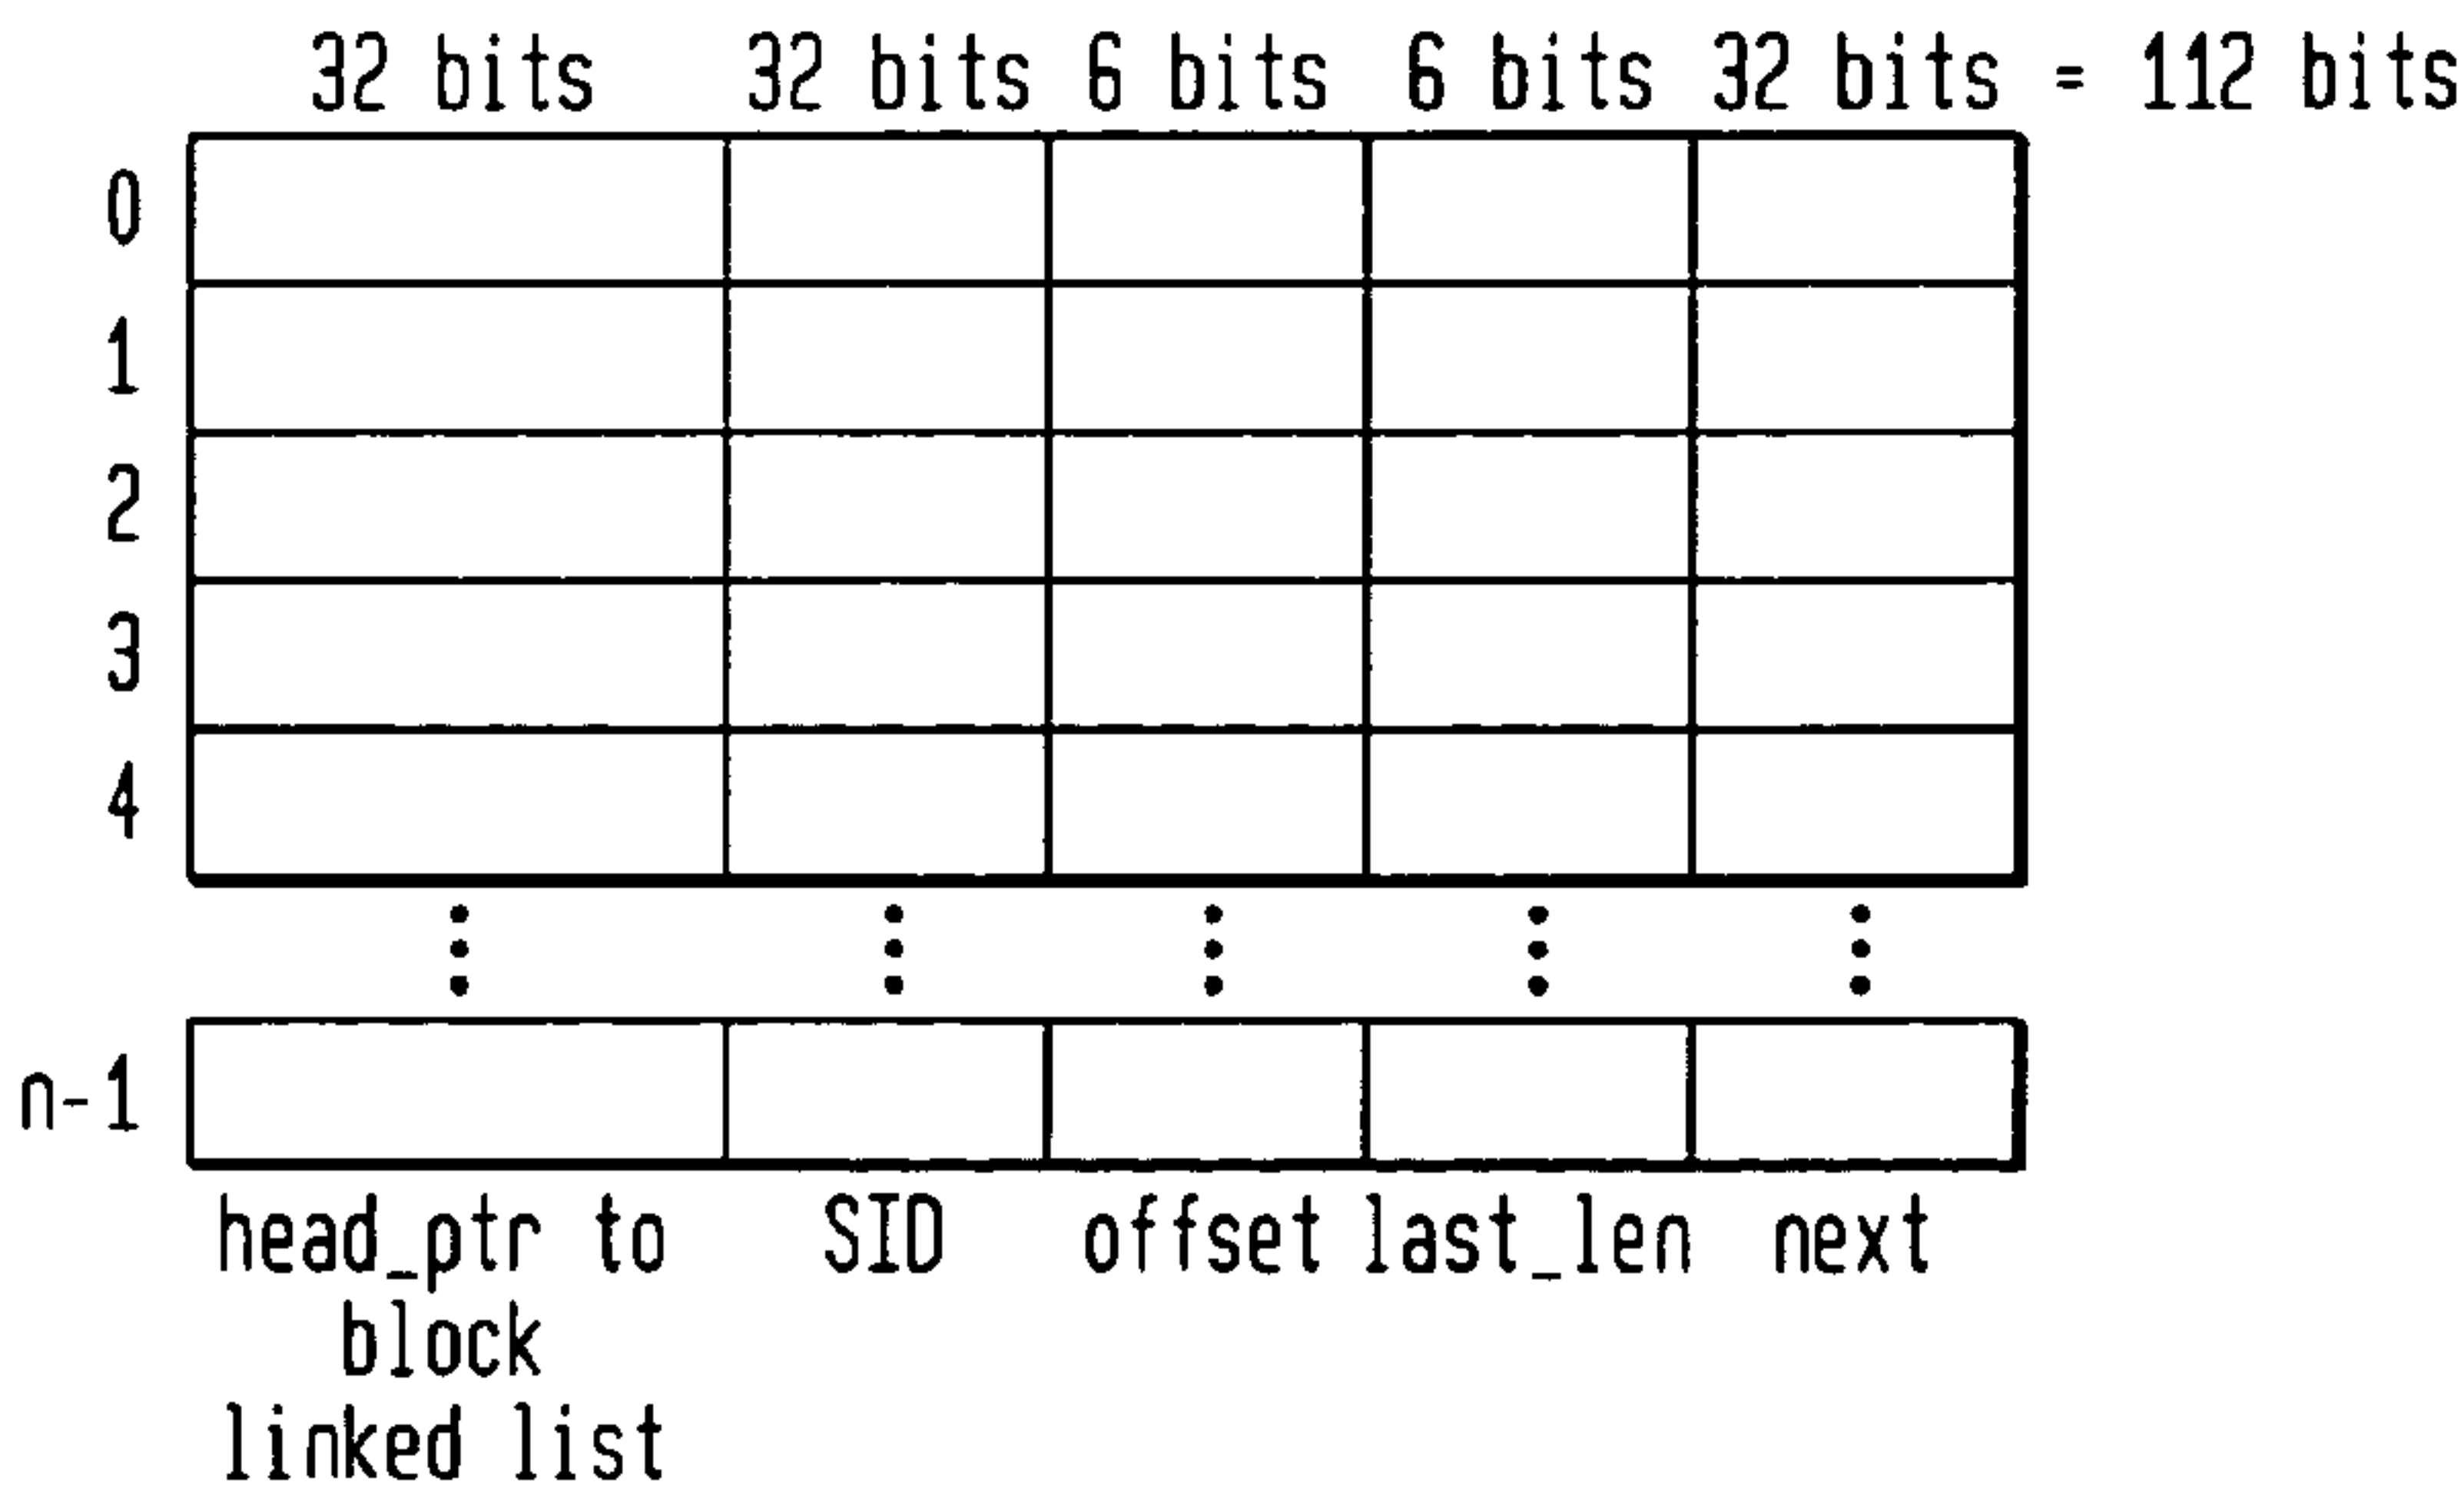 32 bits 32 bits 6 bits 6 bits 32 bits = 112 bits
0
1
2
3
4
n-1
head_ptr to SID offset last_len next
block
linked list